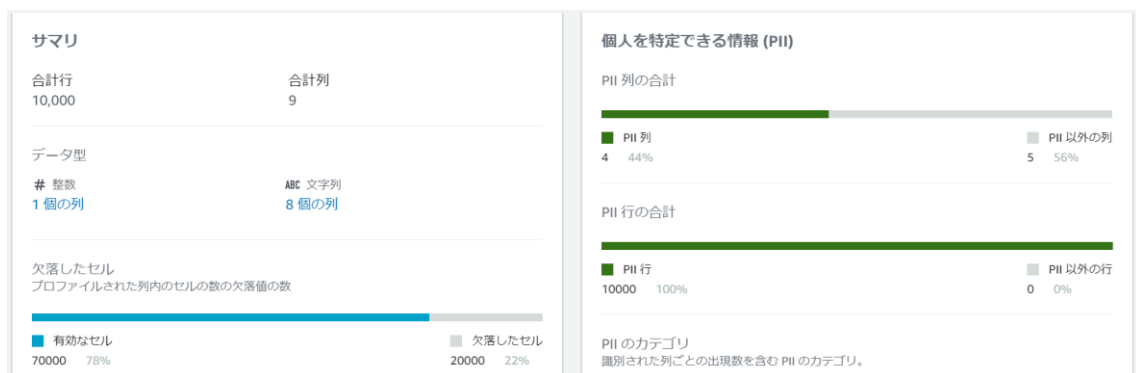 サマリ
合計行 合計列
10,000 9
データ型
# 整数 ABC 文字列
1 個の列 8 個の列
欠落したセル
プロファイルされた列内のセルの数の欠落値の数
有効なセル 欠落したセル
70000 78% 20000 22%
個人を特定できる情報 (PII)
PII 列の合計
PII 列 PII 以外の列
4 44% 5 56%
PII 行の合計
PII 行 PII 以外の行
10000 100% 0 0%
PII のカテゴリ
識別された列ごとの出現数を含む PII のカテゴリ。